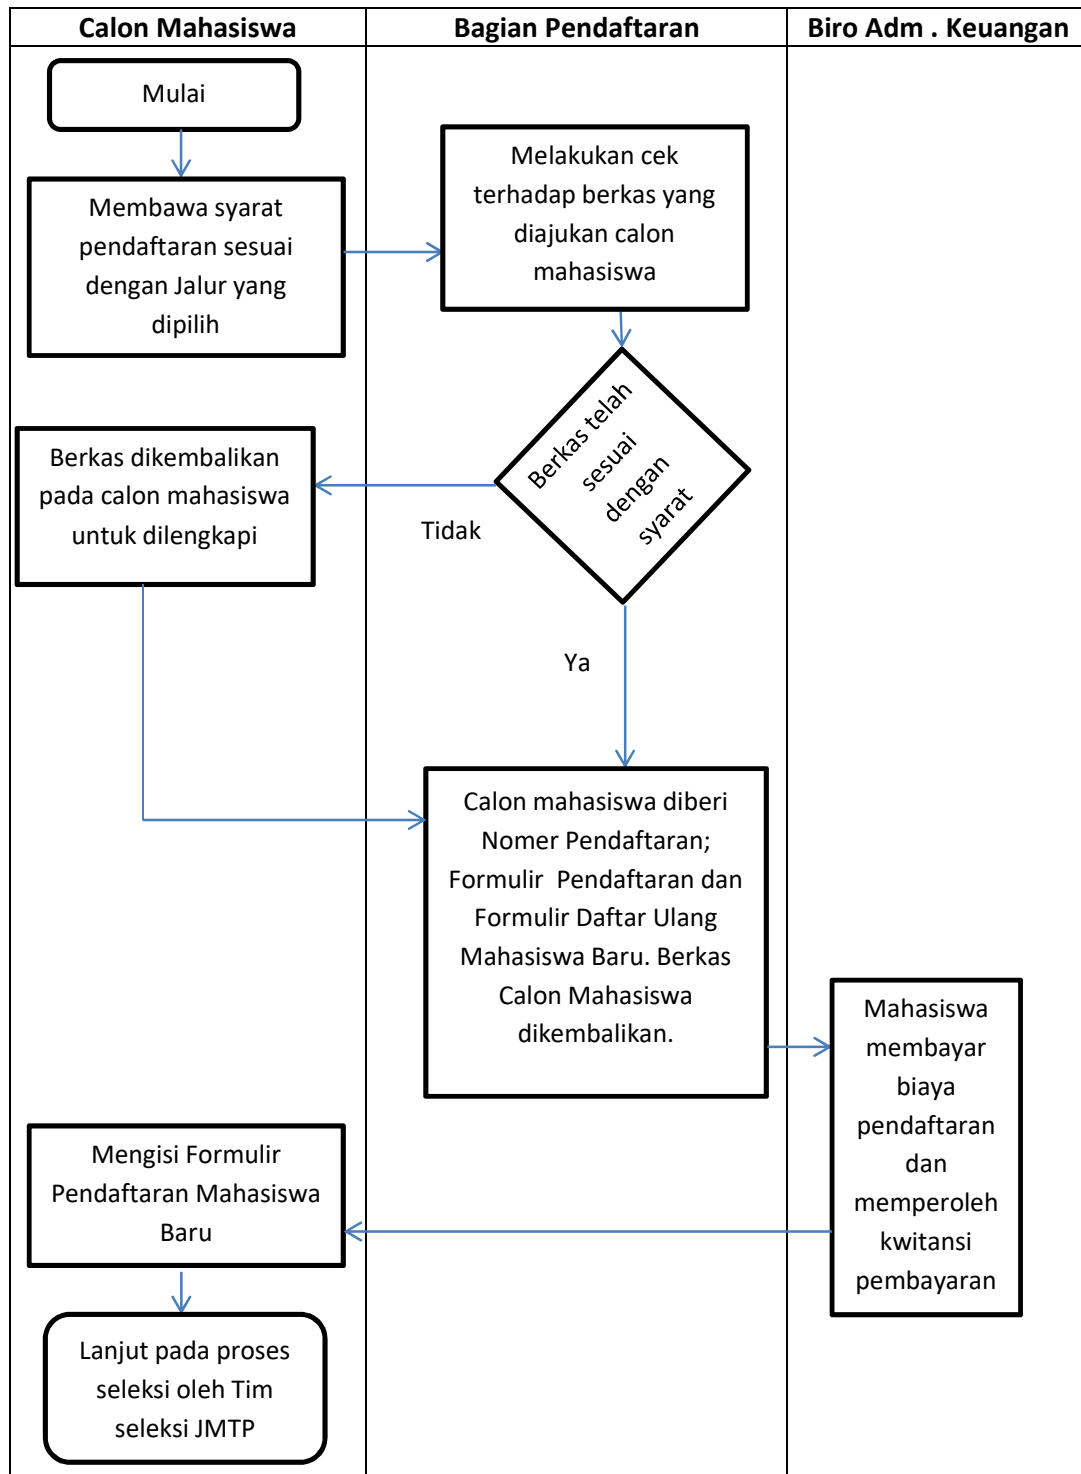 Calon Mahasiswa
Bagian Pendaftaran
Biro Adm . Keuangan
Mulai
Membawa syarat
pendaftaran sesuai
dengan Jalur yang
dipilih
Melakukan cek
terhadap berkas yang
diajukan calon
mahasiswa
Berkas telah
sesuai
dengan
syarat
Tidak
Berkas dikembalikan
pada calon mahasiswa
untuk dilengkapi
Ya
Calon mahasiswa diberi
Nomer Pendaftaran;
Formulir  Pendaftaran dan
Formulir Daftar Ulang
Mahasiswa Baru. Berkas
Calon Mahasiswa
dikembalikan.
Mahasiswa
membayar
biaya
pendaftaran
dan
memperoleh
kwitansi
pembayaran
Mengisi Formulir
Pendaftaran Mahasiswa
Baru
Lanjut pada proses
seleksi oleh Tim
seleksi JMTP